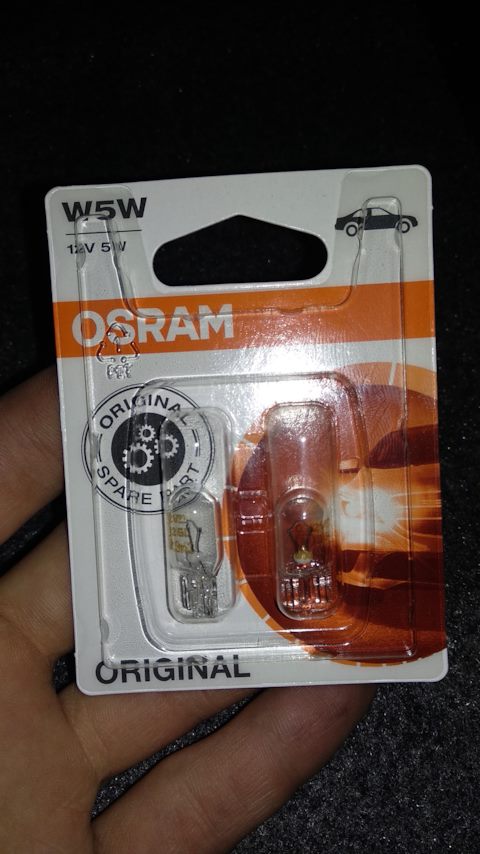 W5W
12V 5W
OSRAM
ORIGINAL
SPARE PART
ORIGINAL